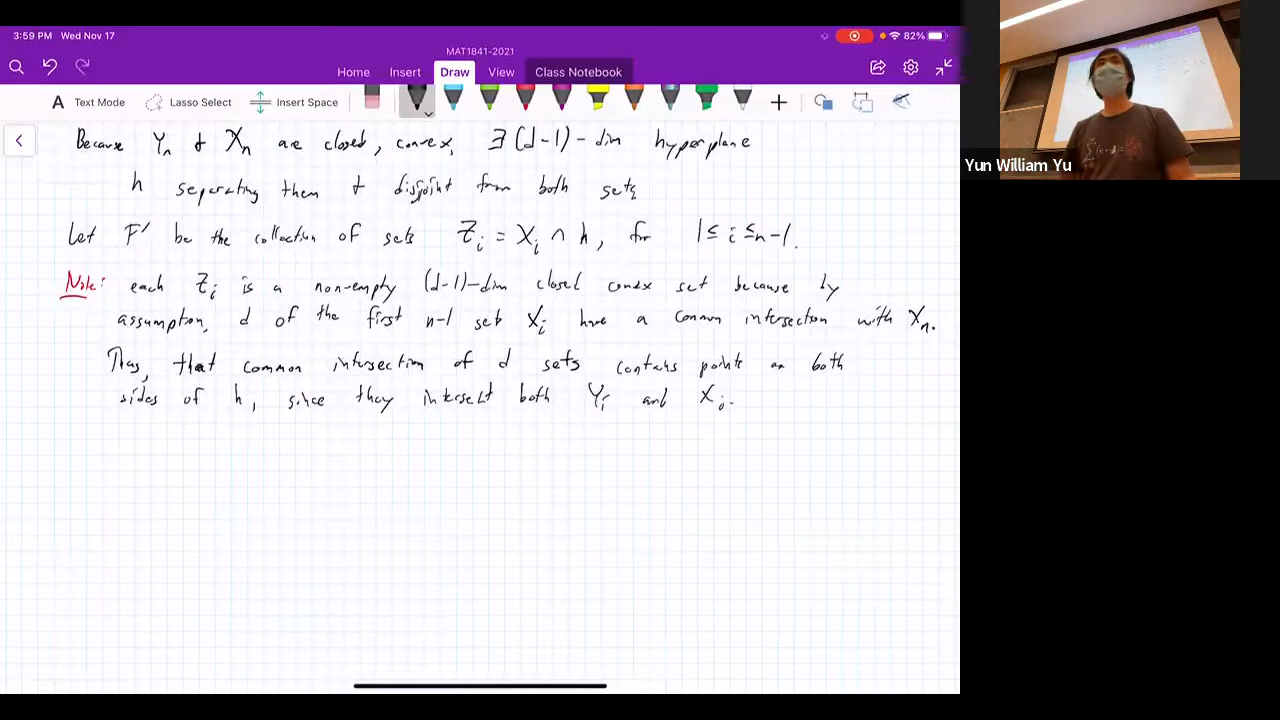 3:59 PM Wed Nov 17
82%
MAT1841-2021
Home Insert Draw View Class Notebook
Text Mode Lasso Select Insert Space
Because Yn & Xn are closed, convex, ∃ (d-1)-dim hyperplane
h separating them & disjoint from both sets
Let F' be the collection of sets Zi = Xi ∩ h, for 1 ≤ i ≤ n-1.
Note: each Zi is a non-empty (d-1)-dim closed convex set because by
assumption, d of the first n-1 sets Xi have a common intersection with Xn.
Thus, that common intersection of d sets contains points on both
sides of h, since they intersect both Yi and Xi.
Yun William Yu